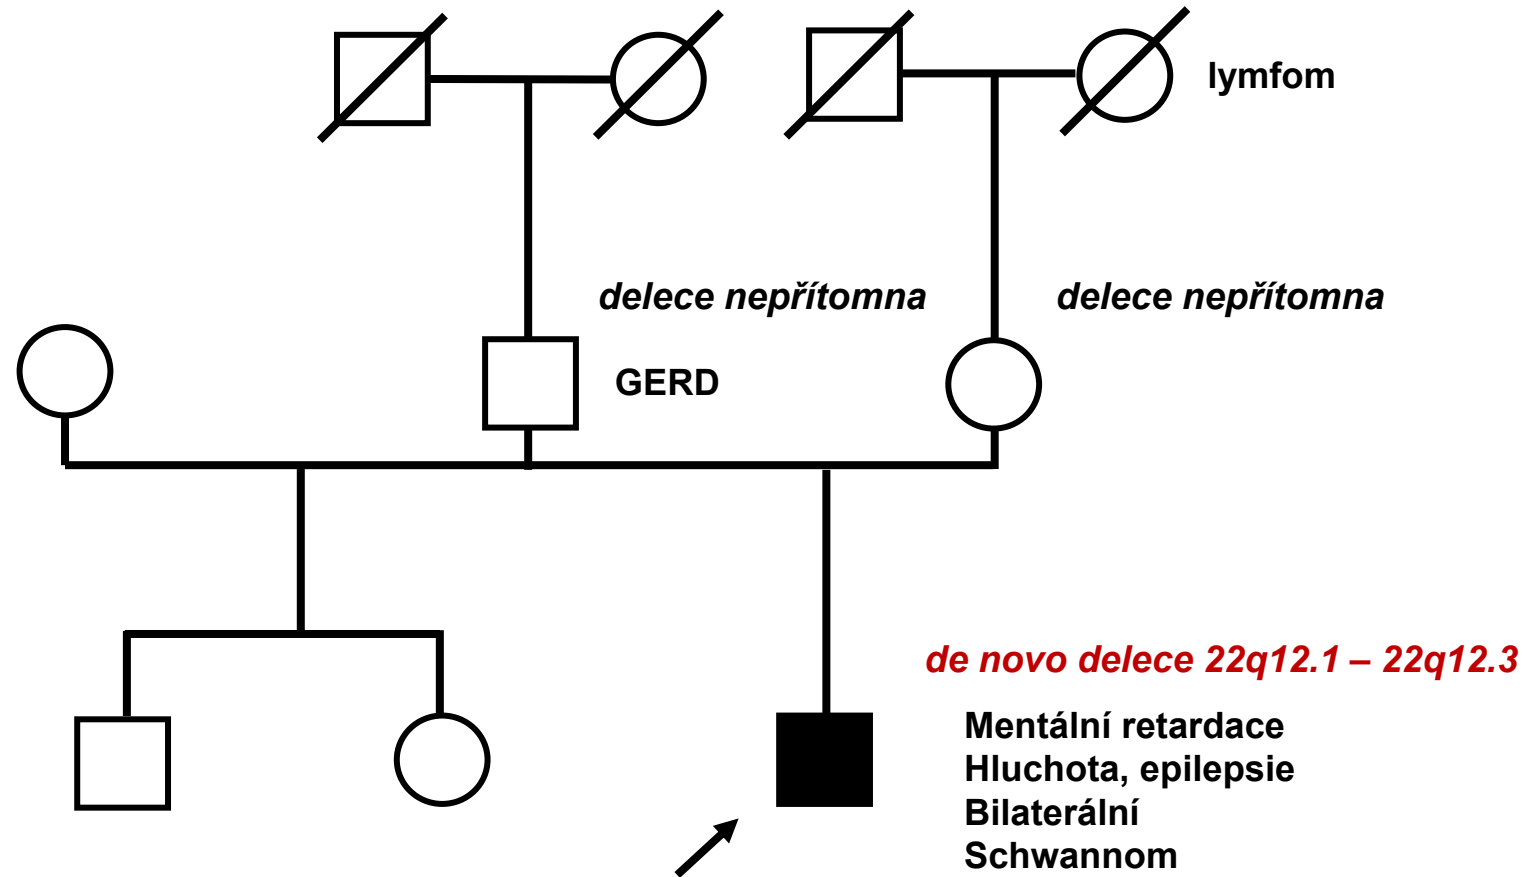 lymfom
delece nepřítomna
delece nepřítomna
GERD
de novo delece 22q12.1 – 22q12.3
Mentální retardace
Hluchota, epilepsie
Bilaterální
Schwannom